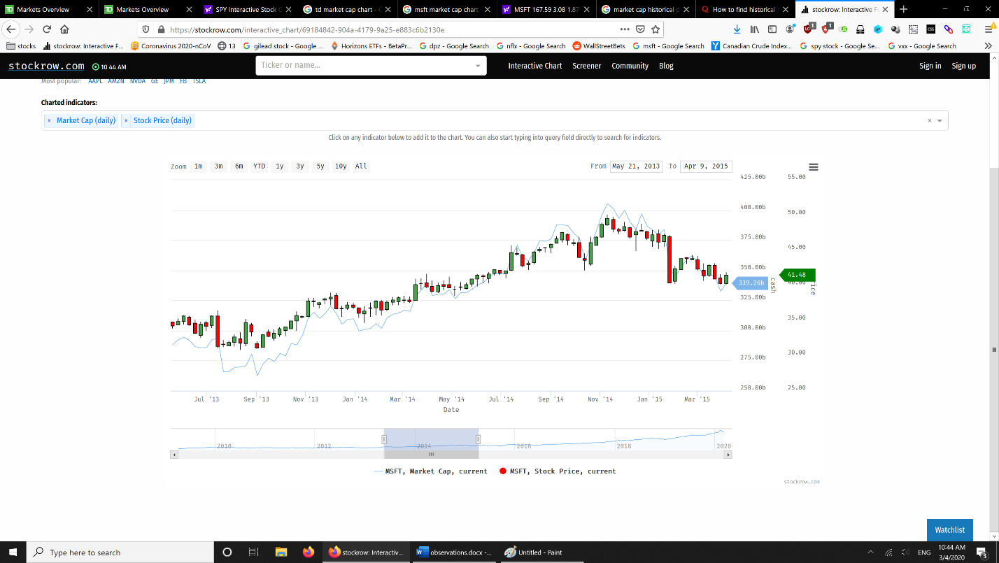 Markets Overview
Markets Overview
SPY Interactive Stock C
td market cap chart -
msft market cap chart
MSFT 167.59 3.08 1.87
market cap historical d
How to find historical
stockrow: Interactive F
https://stockrow.com/interactive_chart/69184842-904a-4179-9a25-e883c6b2130e
1
1
CSS
stocks
stockrow: Interactive F...
Coronavirus 2020-nCoV
13
gilead stock - Google ...
Horizons ETFs - BetaPr...
dpz - Google Search
nflx - Google Search
WallStreetBets
msft - Google Search
Canadian Crude Index...
spy stock - Google Se...
vxx - Google Search
stockrow.com
10 44 AM
Ticker or name...
Interactive Chart
Screener
Community
Blog
Sign in
Sign up
Most popular: AAPL AMZN NVDA GE JPM FB TSLA
Charted indicators:
× Market Cap (daily) × Stock Price (daily)
Click on any indicator below to add it to the chart. You can also start typing into query field directly to search for indicators.
Zoom 1m 3m 6m YTD 1y 3y 5y 10y All
From May 21, 2013 To Apr 9, 2015
425.00b
400.00b
375.00b
350.00b
339.26b
325.00b
300.00b
275.00b
250.00b
cash
55.00
50.00
45.00
41.48
40.00
35.00
30.00
25.00
Jul '13 Sep '13 Nov '13 Jan '14 Mar '14 May '14 Jul '14 Sep '14 Nov '14 Jan '15 Mar '15
Date
2010 2012 2014 2016 2018 2020
MSFT, Market Cap, current MSFT, Stock Price, current
stockrow.com
Watchlist
Type here to search
stockrow: Interactiv...
observations.docx -...
Untitled - Paint
ENG
10:44 AM
3/4/2020
3